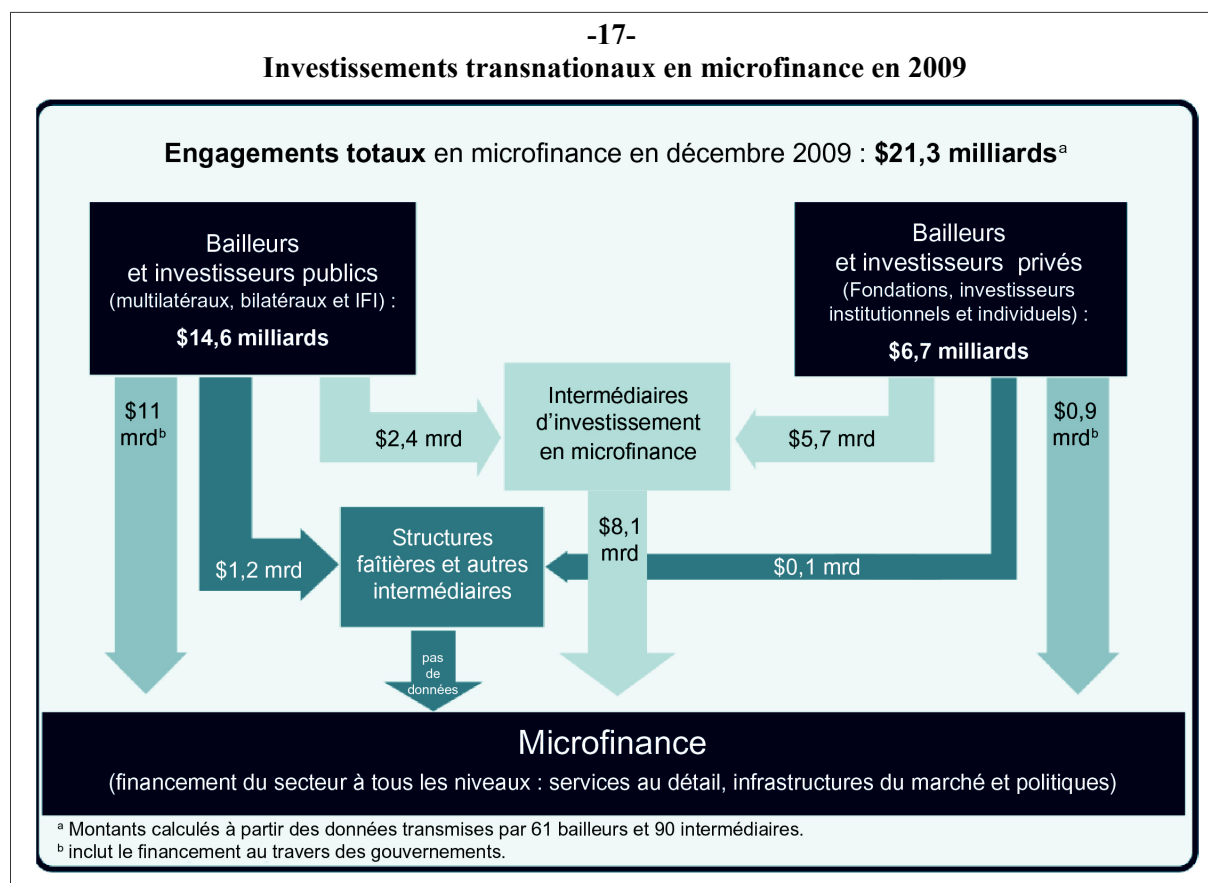 -17-
Investissements transnationaux en microfinance en 2009
Engagements totaux en microfinance en décembre 2009 : $21,3 milliardsᵃ
Bailleurs
et investisseurs publics
(multilatéraux, bilatéraux et IFI) :
$14,6 milliards
Bailleurs
et investisseurs privés
(Fondations, investisseurs
institutionnels et individuels) :
$6,7 milliards
$11
mrdᵇ
$2,4 mrd
Intermédiaires
d’investissement
en microfinance
$5,7 mrd
$0,9
mrdᵇ
$1,2 mrd
Structures
faîtières et autres
intermédiaires
$8,1
mrd
$0,1 mrd
pas
de
données
Microfinance
(financement du secteur à tous les niveaux : services au détail, infrastructures du marché et politiques)
ᵃ Montants calculés à partir des données transmises par 61 bailleurs et 90 intermédiaires.
ᵇ inclut le financement au travers des gouvernements.